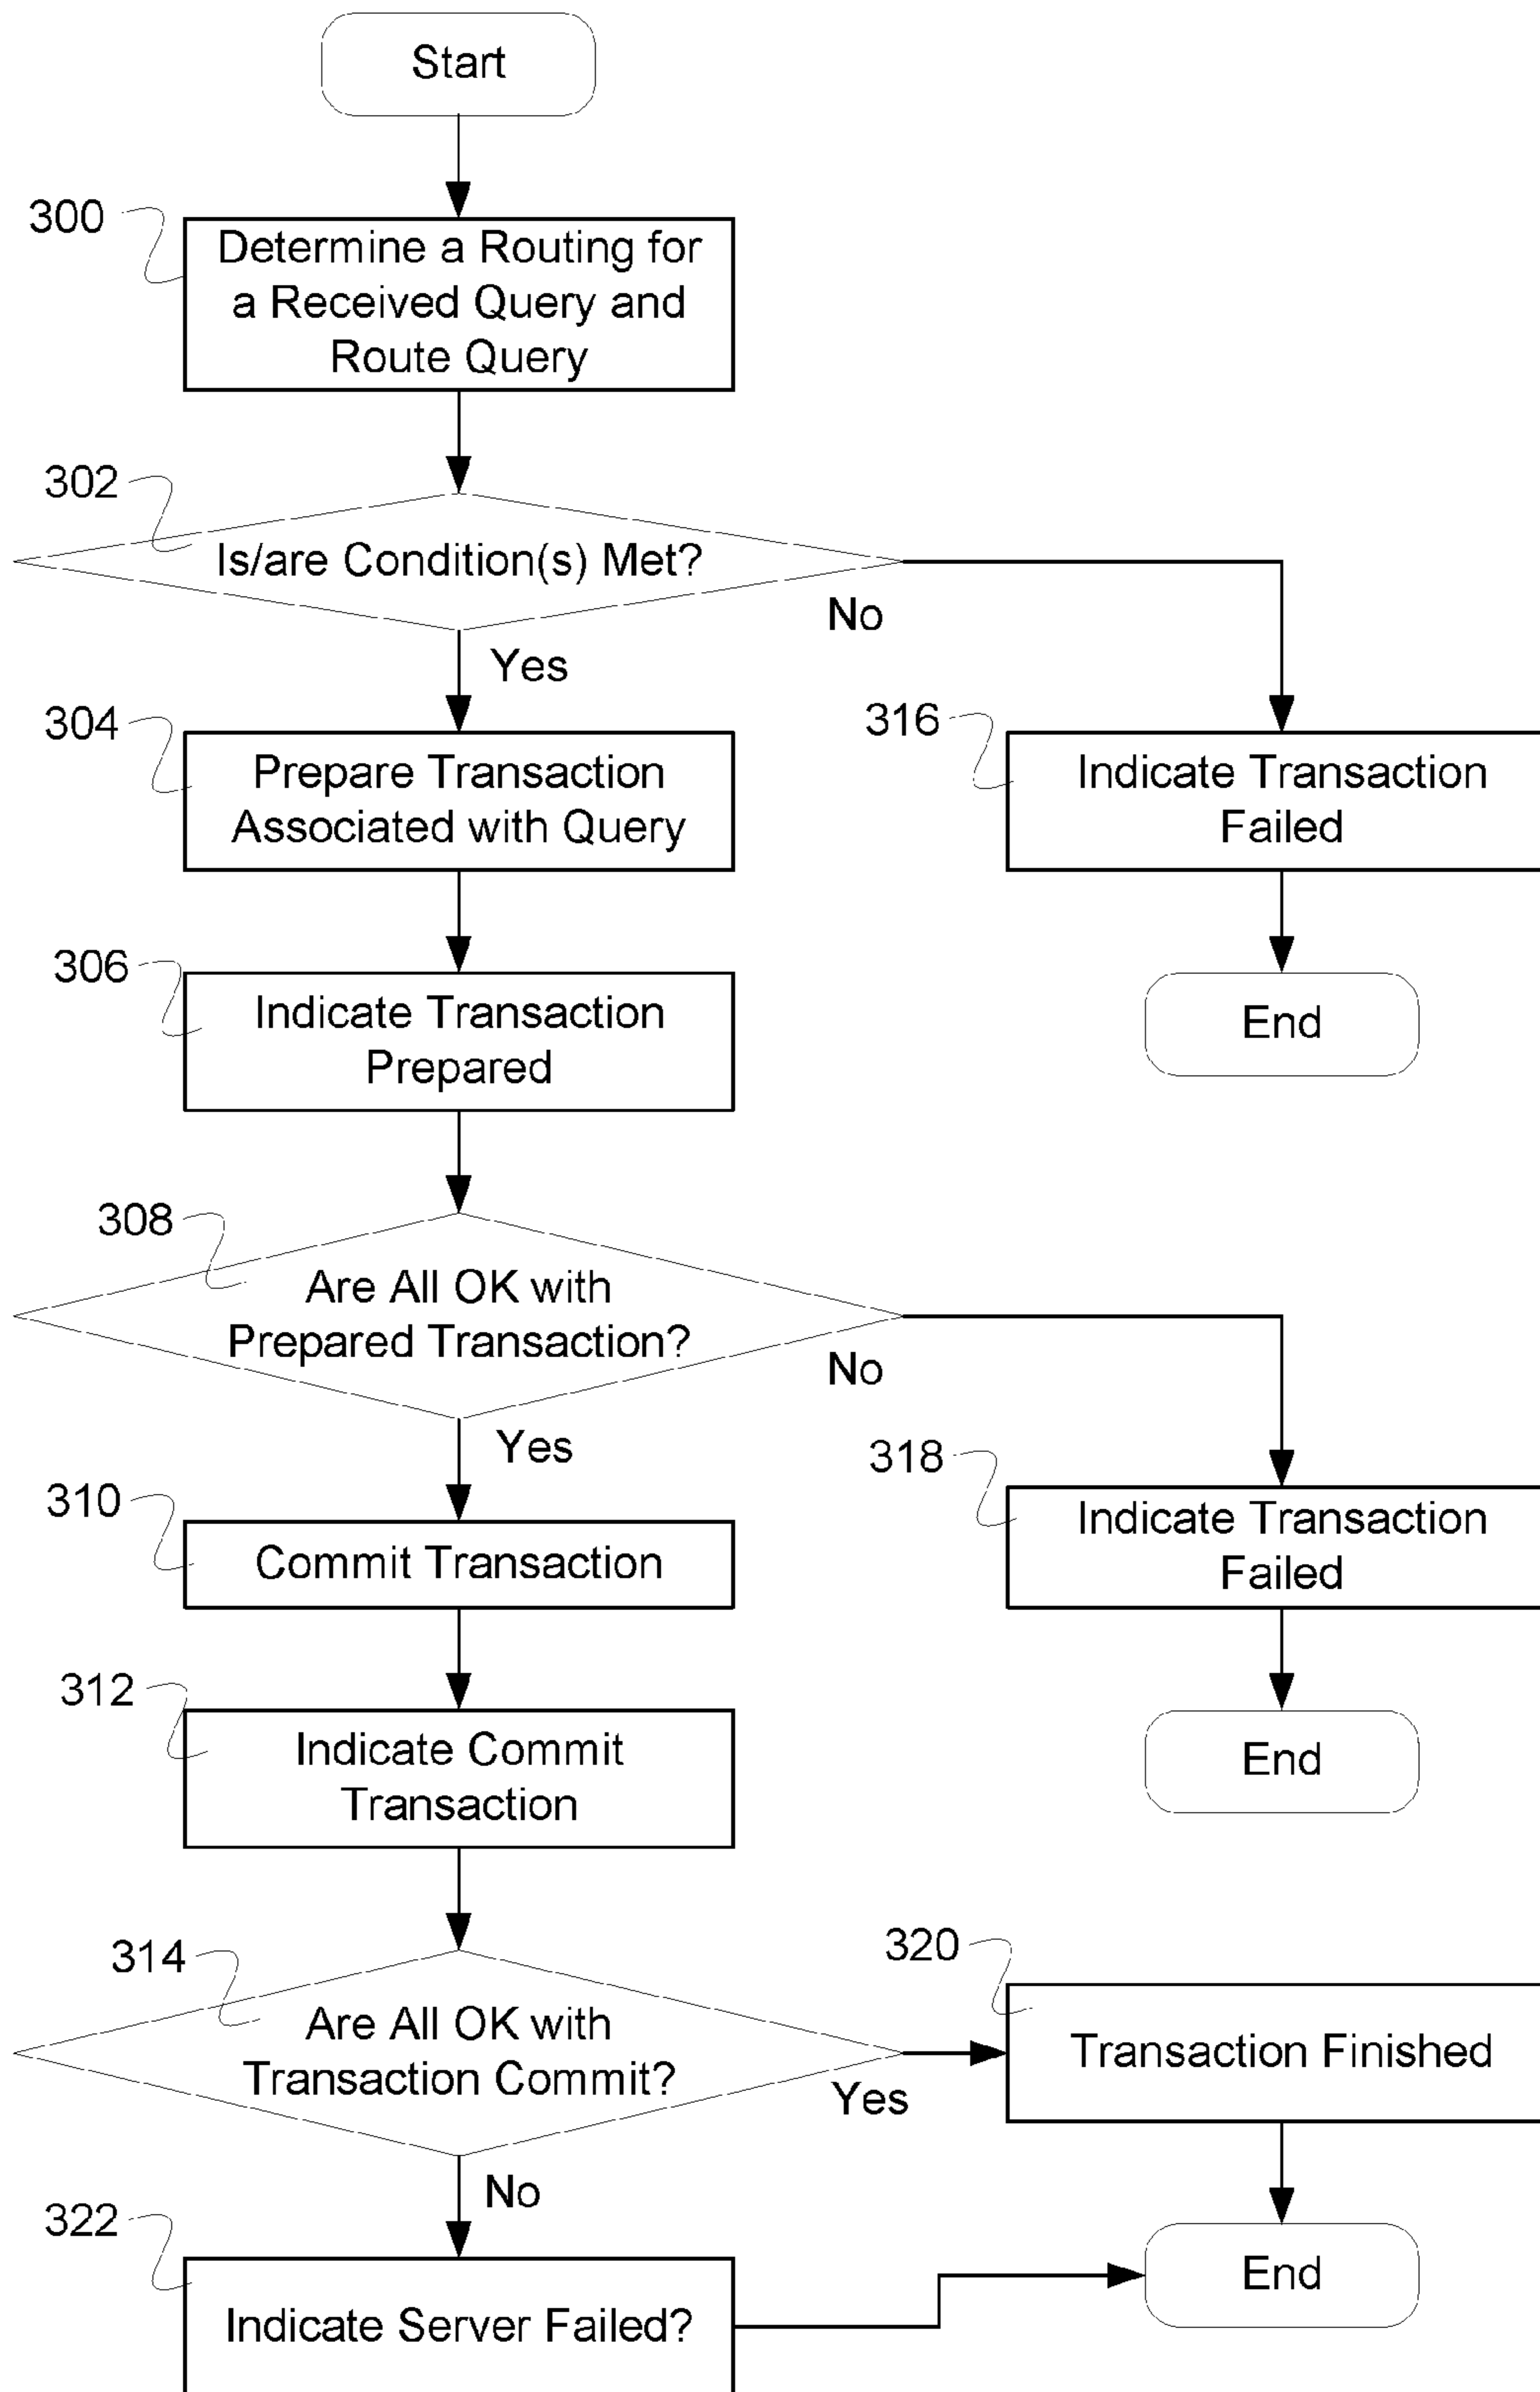 Start
300
Determine a Routing for
a Received Query and
Route Query
302
Is/are Condition(s) Met?
No
Yes
304
Prepare Transaction
Associated with Query
316
Indicate Transaction
Failed
306
Indicate Transaction
Prepared
End
308
Are All OK with
Prepared Transaction?
No
Yes
318
Indicate Transaction
Failed
310
Commit Transaction
312
Indicate Commit
Transaction
End
314
Are All OK with
Transaction Commit?
Yes
320
Transaction Finished
No
322
Indicate Server Failed?
End